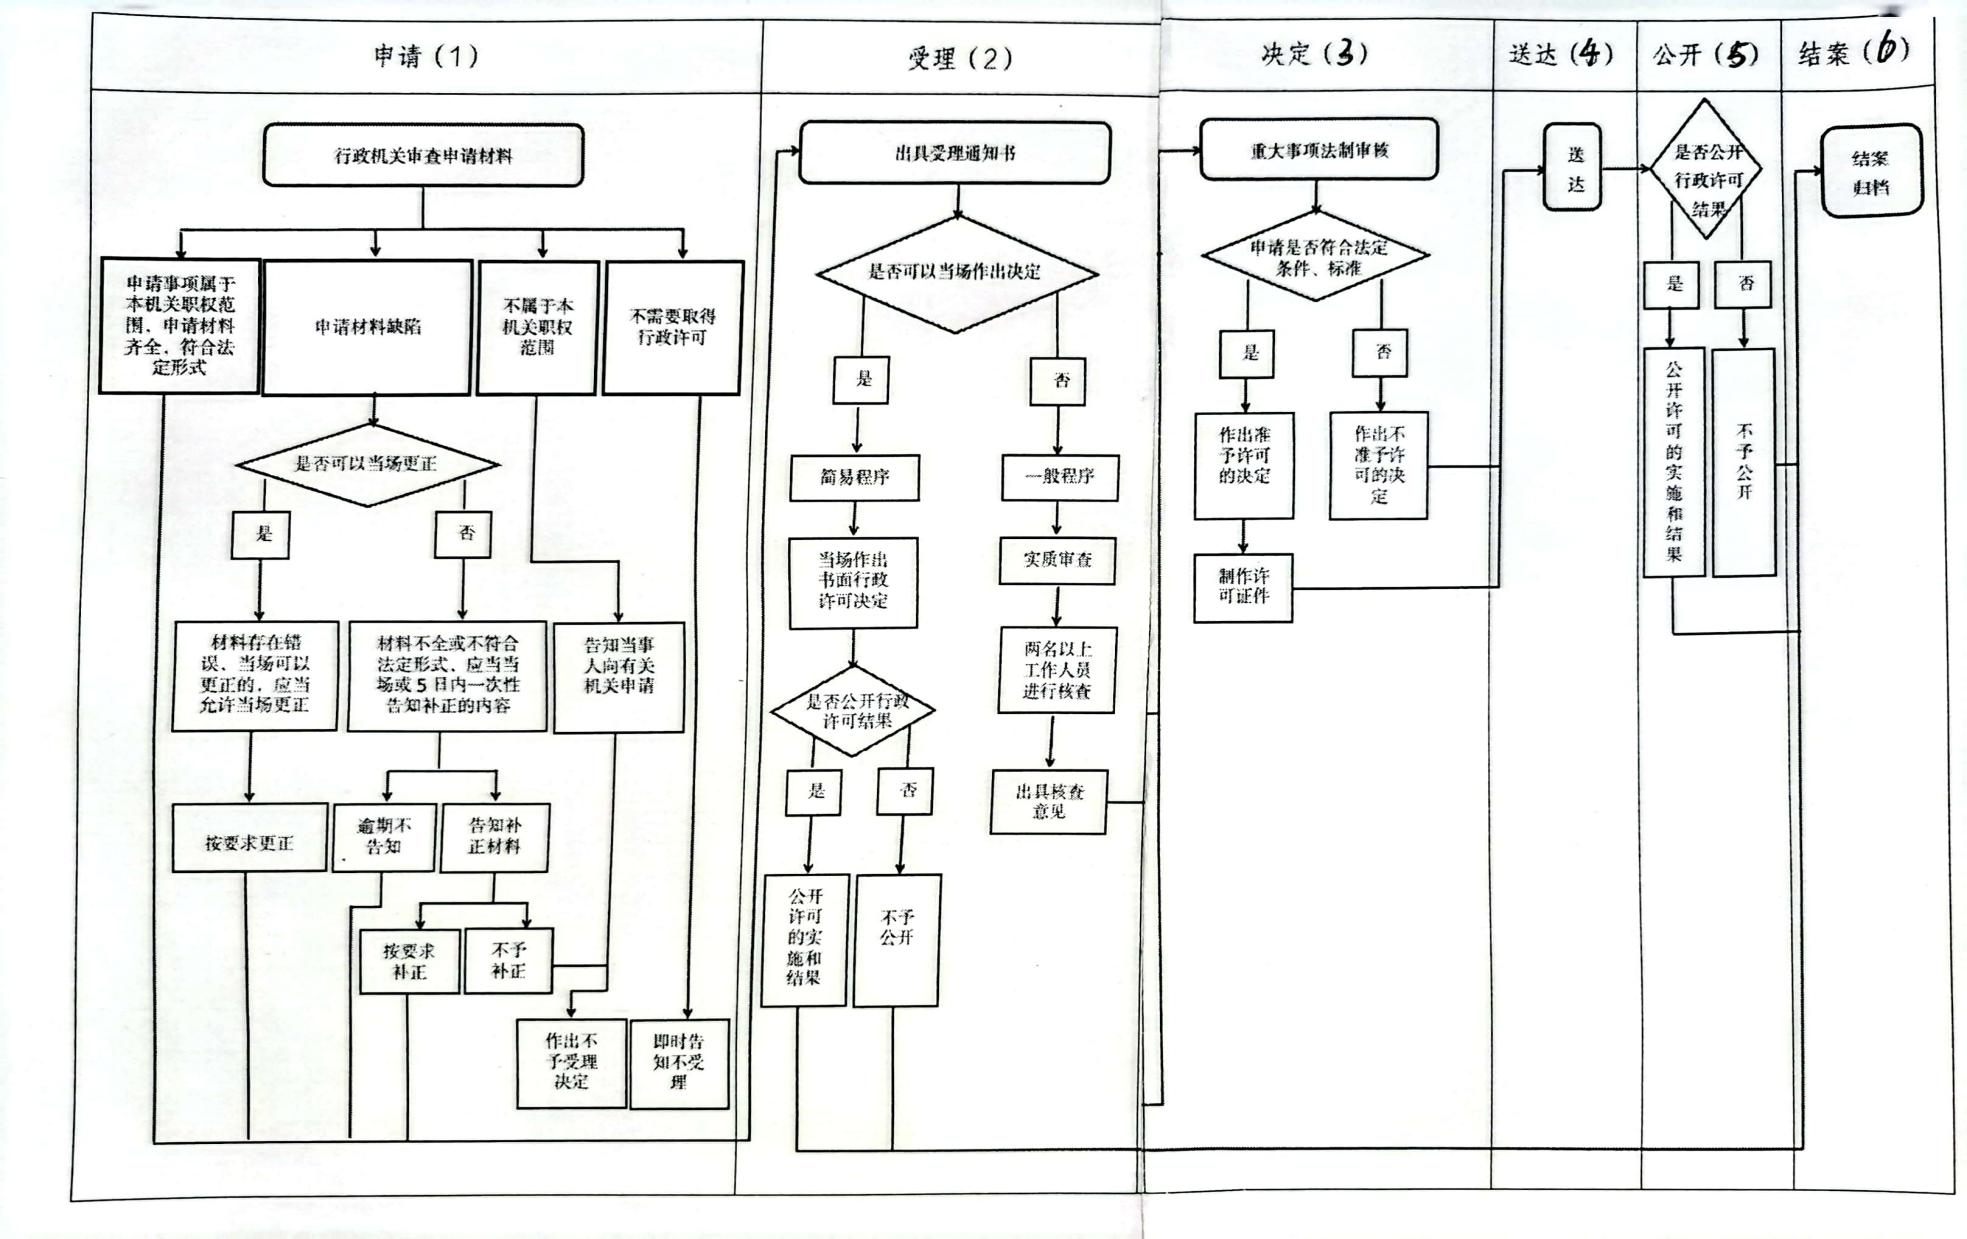 申请(1)
受理(2)
决定(3)
送达(4)
公开(5)
结案(6)
行政机关审查申请材料
申请事项属于
本机关职权范
围、申请材料
齐全、符合法
定形式
申请材料缺陷
不属于本
机关职权
范围
不需要取得
行政许可
是否可以当场更正
是
否
材料存在错
误、当场可以
更正的，应当
允许当场更正
材料不全或不符合
法定形式、应当当
场或5日内一次性
告知补正的内容
告知当事
人向有关
机关申请
按要求更正
逾期不
告知
告知补
正材料
按要求
补正
不予
补正
作出不
予受理
决定
即时告
知不受
理
出具受理通知书
是否可以当场作出决定
是
否
简易程序
一般程序
当场作出
书面行政
许可决定
实质审查
两名以上
工作人员
进行核查
是否公开行政
许可结果
是
否
出具核查
意见
公开
许可
的实
施和
结果
不予
公开
重大事项法制审核
申请是否符合法定
条件、标准
是
否
作出准
予许可
的决定
作出不
准予许
可的决
定
制作许
可证件
送
达
是否公开
行政许可
结果
是
否
公
开
许
可
的
实
施
和
结
果
不
予
公
开
结案
归档